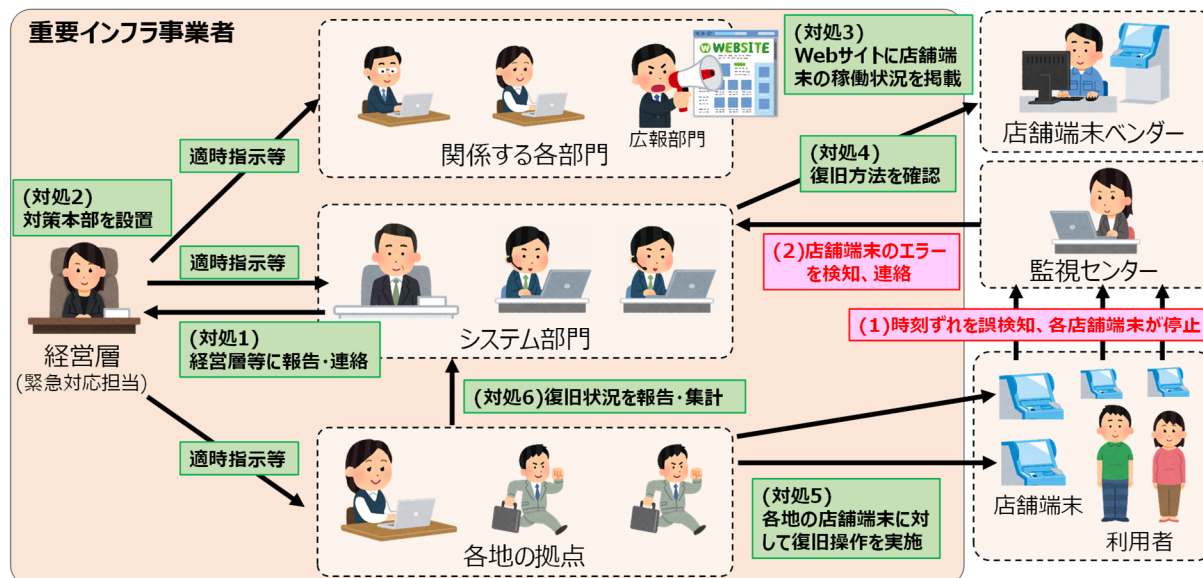 重要インフラ事業者
WEBSITE
広報部門
関係する各部門
(対処3)
Webサイトに店舗端
末の稼働状況を掲載
店舗端末ベンダー
適時指示等
(対処4)
復旧方法を確認
(対処2)
対策本部を設置
(2)店舗端末のエラー
を検知、連絡
監視センター
適時指示等
経営層
(緊急対応担当)
(対処1)
経営層等に報告・連絡
システム部門
(1)時刻ずれを誤検知、各店舗端末が停止
(対処6)復旧状況を報告・集計
適時指示等
各地の拠点
(対処5)
各地の店舗端末に対
して復旧操作を実施
店舗端末
利用者